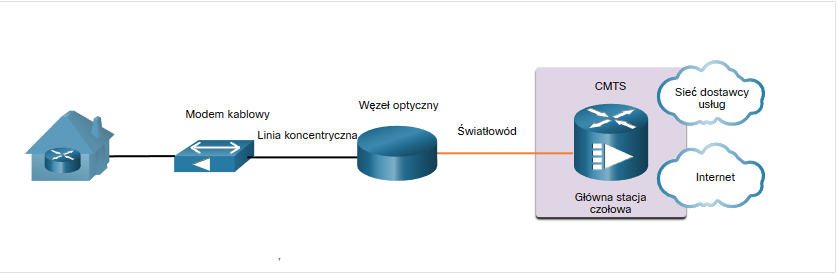 Modem kablowy
Linia koncentryczna
Węzeł optyczny
Światłowód
CMTS
Główna stacja
czołowa
Sieć dostawcy
usług
Internet